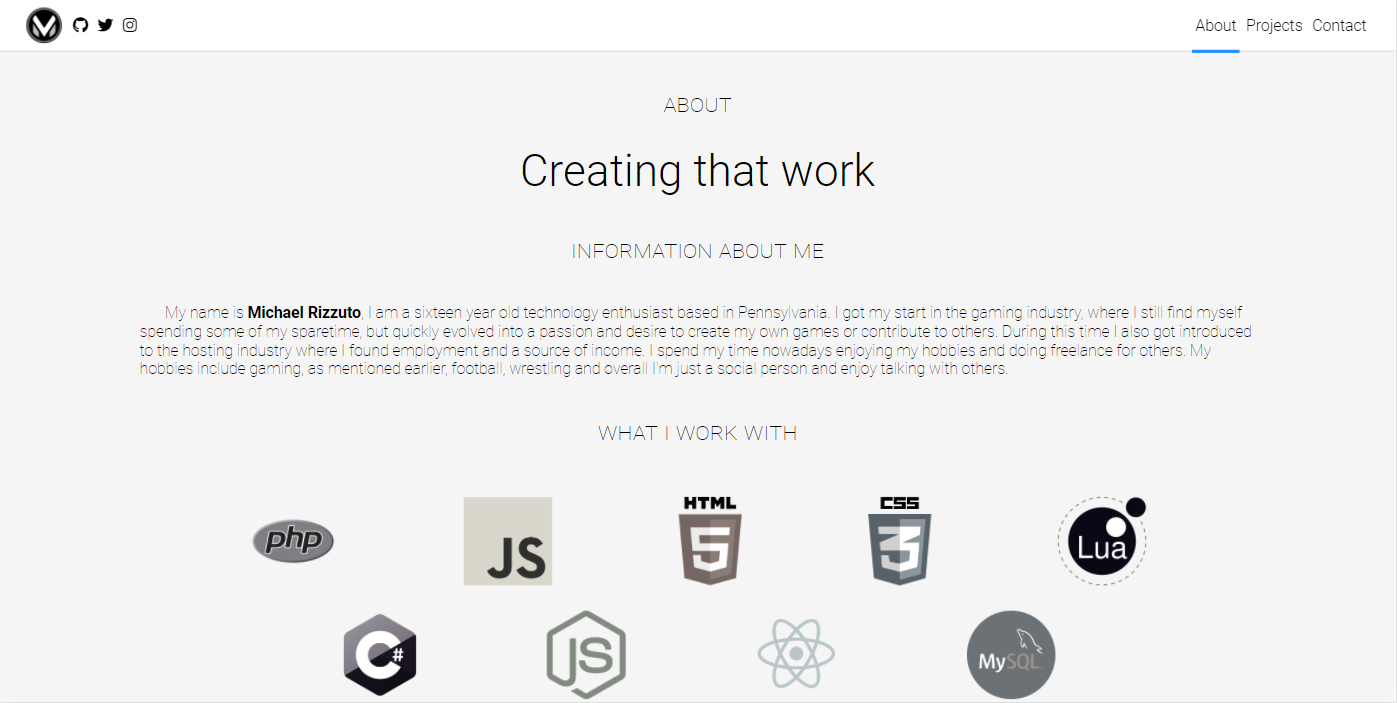 About Projects Contact
ABOUT
Creating that work
INFORMATION ABOUT ME
My name is Michael Rizzuto, I am a sixteen year old technology enthusiast based in Pennsylvania. I got my start in the gaming industry, where I still find myself
spending some of my sparetime, but quickly evolved into a passion and desire to create my own games or contribute to others. During this time I also got introduced
to the hosting industry where I found employment and a source of income. I spend my time nowadays enjoying my hobbies and doing freelance for others. My
hobbies include gaming, as mentioned earlier, football, wrestling and overall I'm just a social person and enjoy talking with others.
WHAT I WORK WITH
php JS HTML 5 CSS 3 Lua
C# JS MySQL